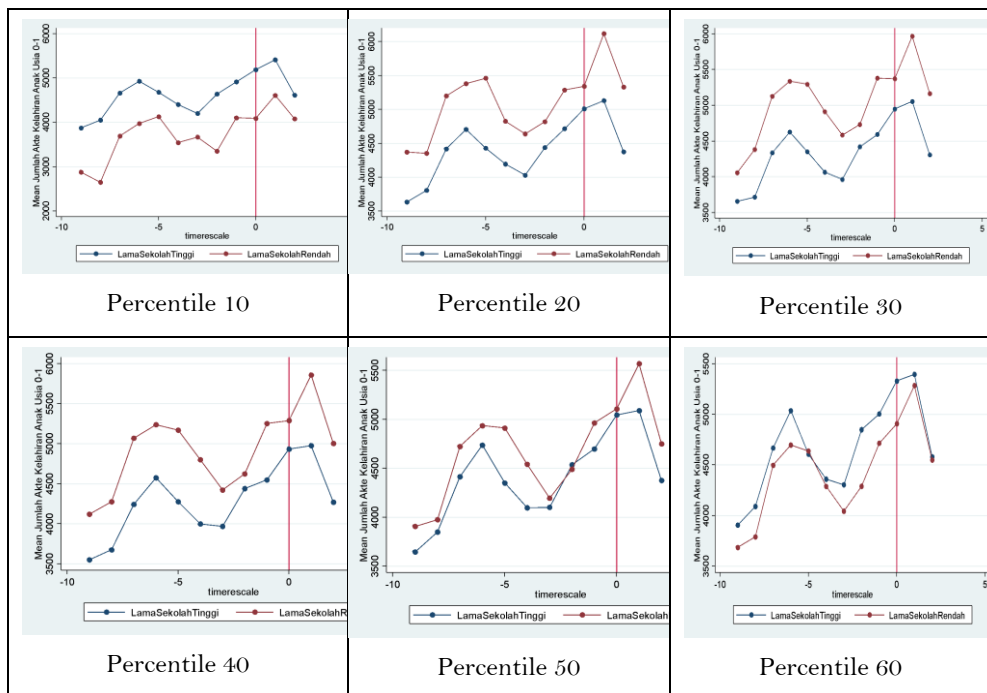 Mean Jumlah Akte Kelahiran Anak Usia 0-1
6000
5000
4000
3000
2000
-10
-5
0
timerescale
LamaSekolahTinggi
LamaSekolahRendah
Percentile 10
Mean Jumlah Akte Kelahiran Anak Usia 0-1
6000
5500
5000
4500
4000
3500
-10
-5
0
timerescale
LamaSekolahTinggi
LamaSekolahRendah
Percentile 20
Mean Jumlah Akte Kelahiran Anak Usia 0-1
6000
5500
5000
4500
4000
3500
-10
-5
0
5
timerescale
LamaSekolahTinggi
LamaSekolahRendah
Percentile 30
Mean Jumlah Akte Kelahiran Anak Usia 0-1
6000
5500
5000
4500
4000
3500
-10
-5
0
timerescale
LamaSekolahTinggi
LamaSekolahR
Percentile 40
Mean Jumlah Akte Kelahiran Anak Usia 0-1
5500
5000
4500
4000
3500
-10
-5
0
timerescale
LamaSekolahTinggi
LamaSekolah
Percentile 50
Mean Jumlah Akte Kelahiran Anak Usia 0-1
5500
5000
4500
4000
3500
-10
-5
0
5
timerescale
LamaSekolahTinggi
LamaSekolahRendah
Percentile 60